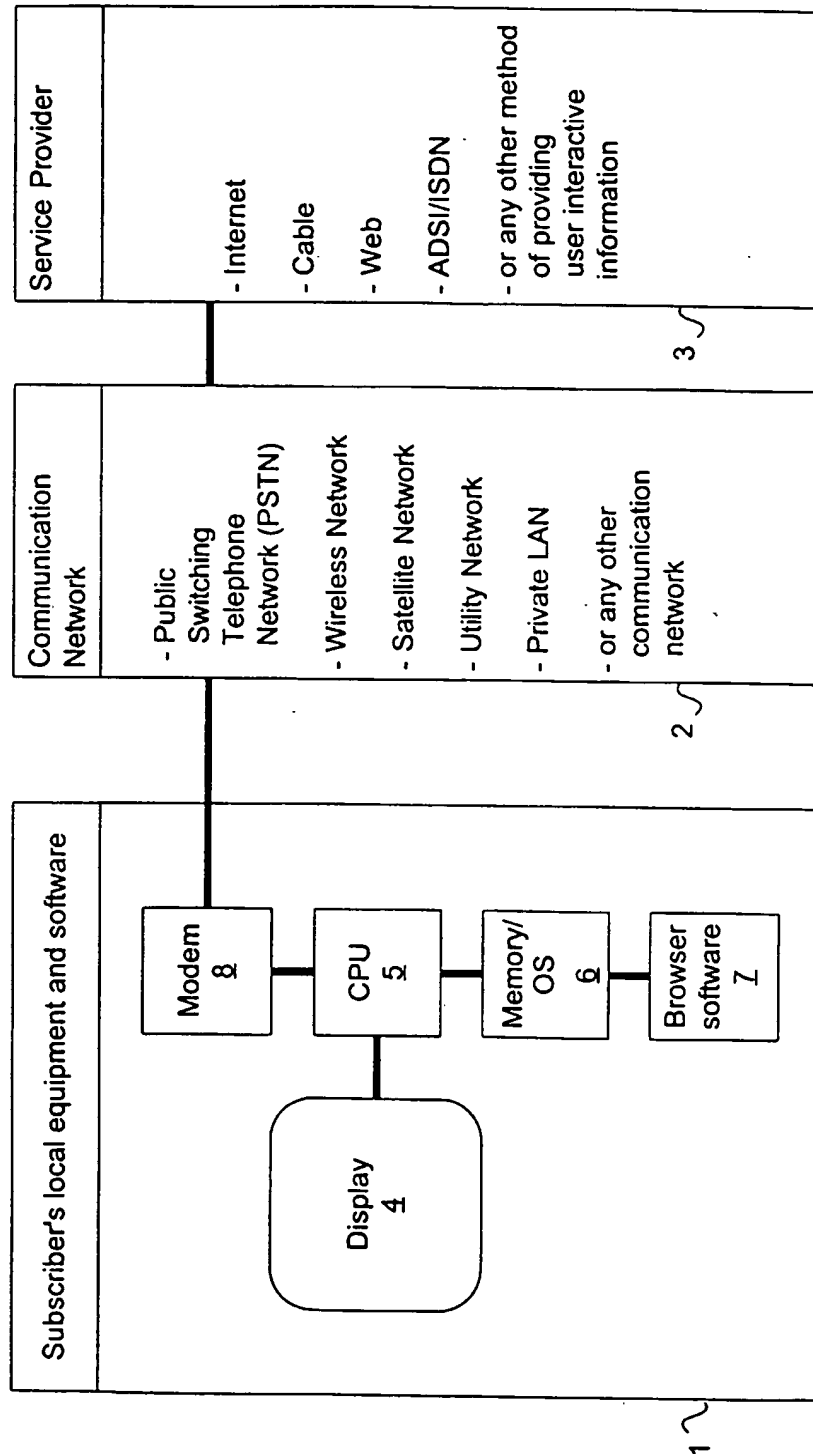 Subscriber's local equipment and software
Modem
8
CPU
5
Display
4
Memory/
OS
6
Browser
software
7
1
Communication
Network
- Public
Switching
Telephone
Network (PSTN)
- Wireless Network
- Satellite Network
- Utility Network
- Private LAN
- or any other
communication
network
2
Service Provider
- Internet
- Cable
- Web
- ADSI/ISDN
- or any other method
of providing
user interactive
information
3